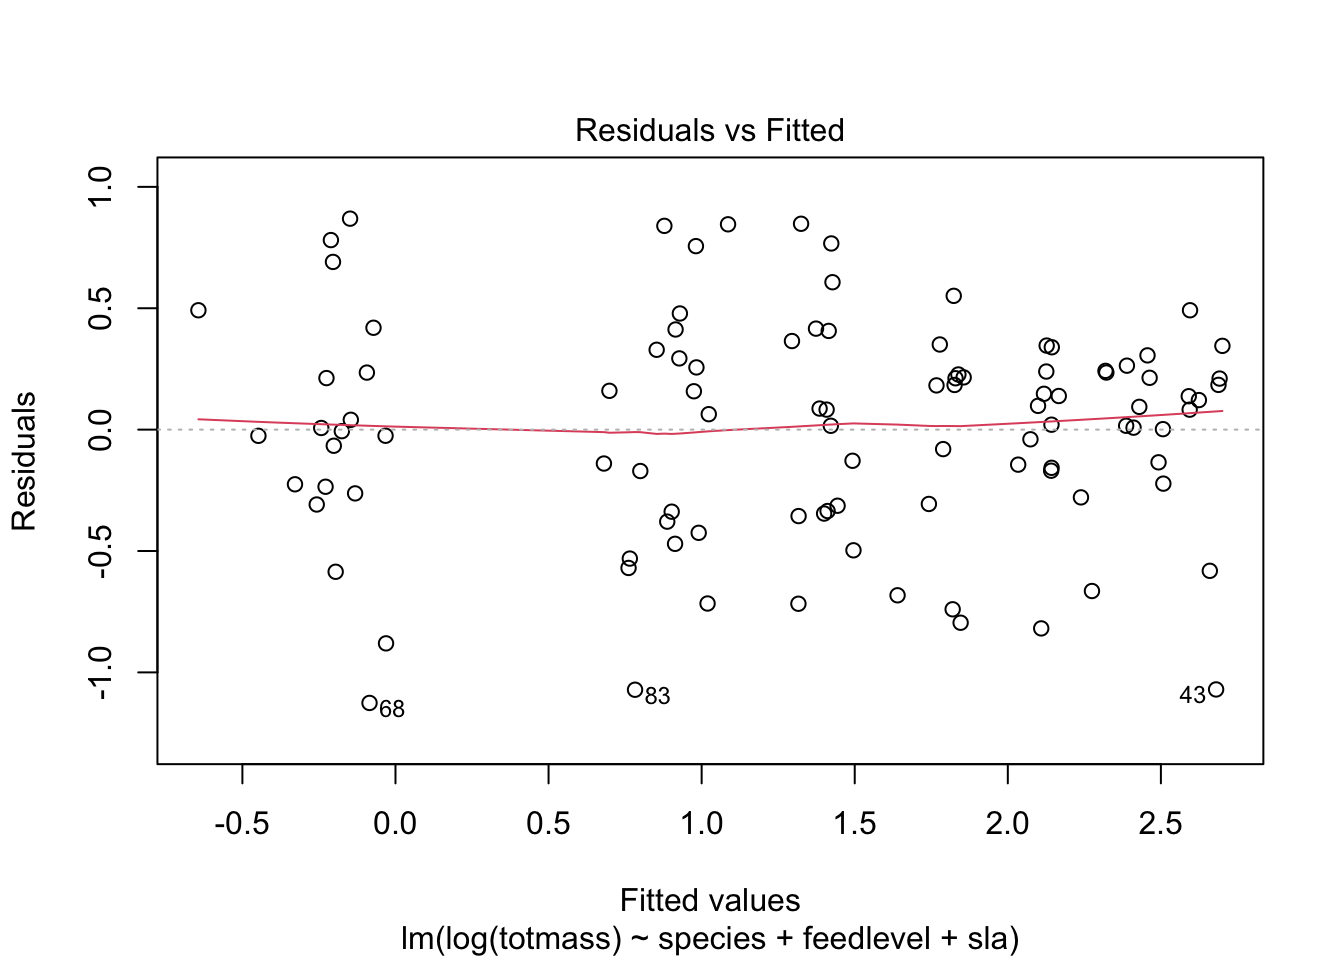 Residuals vs Fitted
Residuals
1.0
0.5
0.0
-0.5
-1.0
68
83
43
-0.5 0.0 0.5 1.0 1.5 2.0 2.5
Fitted values
lm(log(totmass) ~ species + feedlevel + sla)